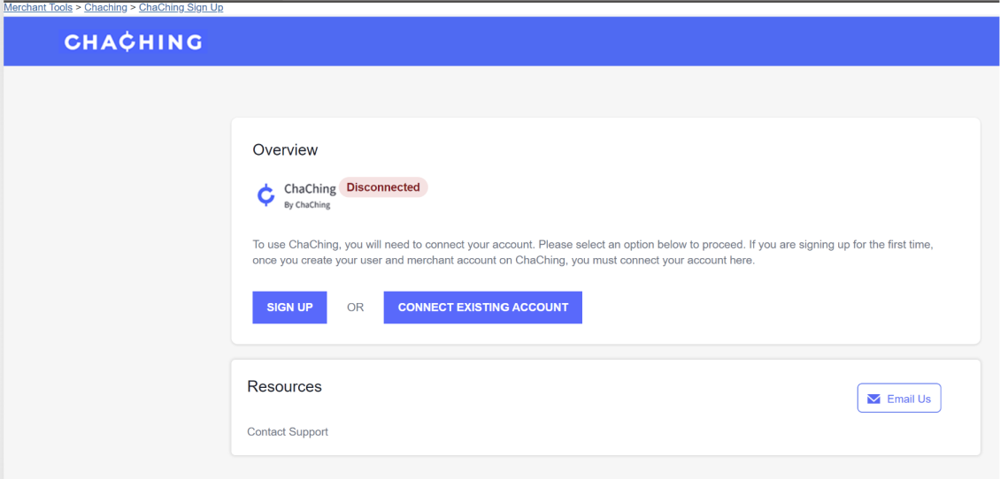 Merchant Tools > Chaching > ChaChing Sign Up
CHA₵HING
Overview
ChaChing Disconnected
By ChaChing
To use ChaChing, you will need to connect your account. Please select an option below to proceed. If you are signing up for the first time,
once you create your user and merchant account on ChaChing, you must connect your account here.
SIGN UP OR CONNECT EXISTING ACCOUNT
Resources
Email Us
Contact Support